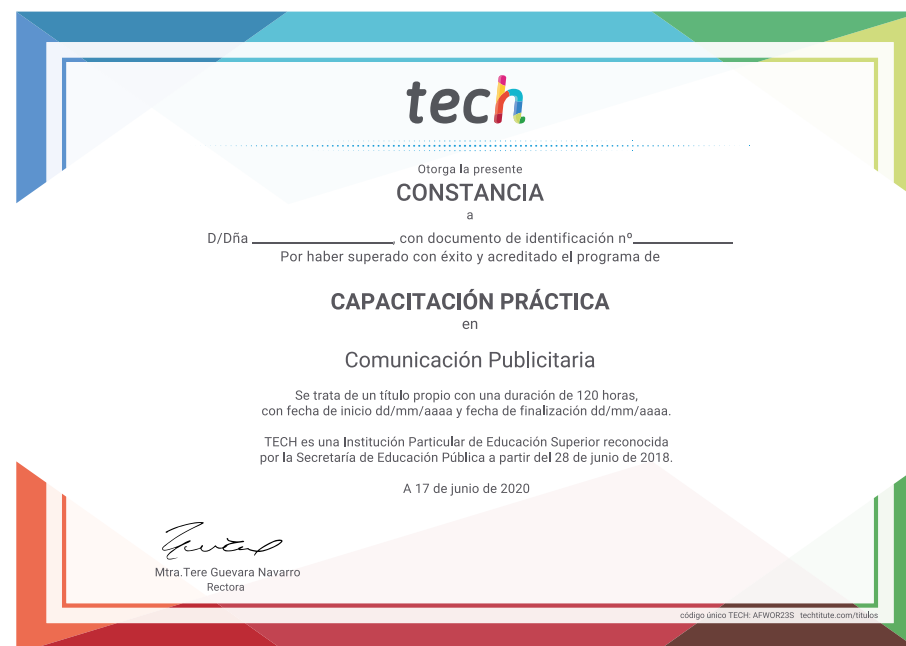 tech
Otorga la presente
CONSTANCIA
a
D/Dña ____________________, con documento de identificación nº______________
Por haber superado con éxito y acreditado el programa de
CAPACITACIÓN PRÁCTICA
en
Comunicación Publicitaria
Se trata de un título propio con una duración de 120 horas,
con fecha de inicio dd/mm/aaaa y fecha de finalización dd/mm/aaaa.
TECH es una Institución Particular de Educación Superior reconocida
por la Secretaría de Educación Pública a partir del 28 de junio de 2018.
A 17 de junio de 2020
Mtra.Tere Guevara Navarro
Rectora
código único TECH: AFWOR23S techtitute.com/titulos